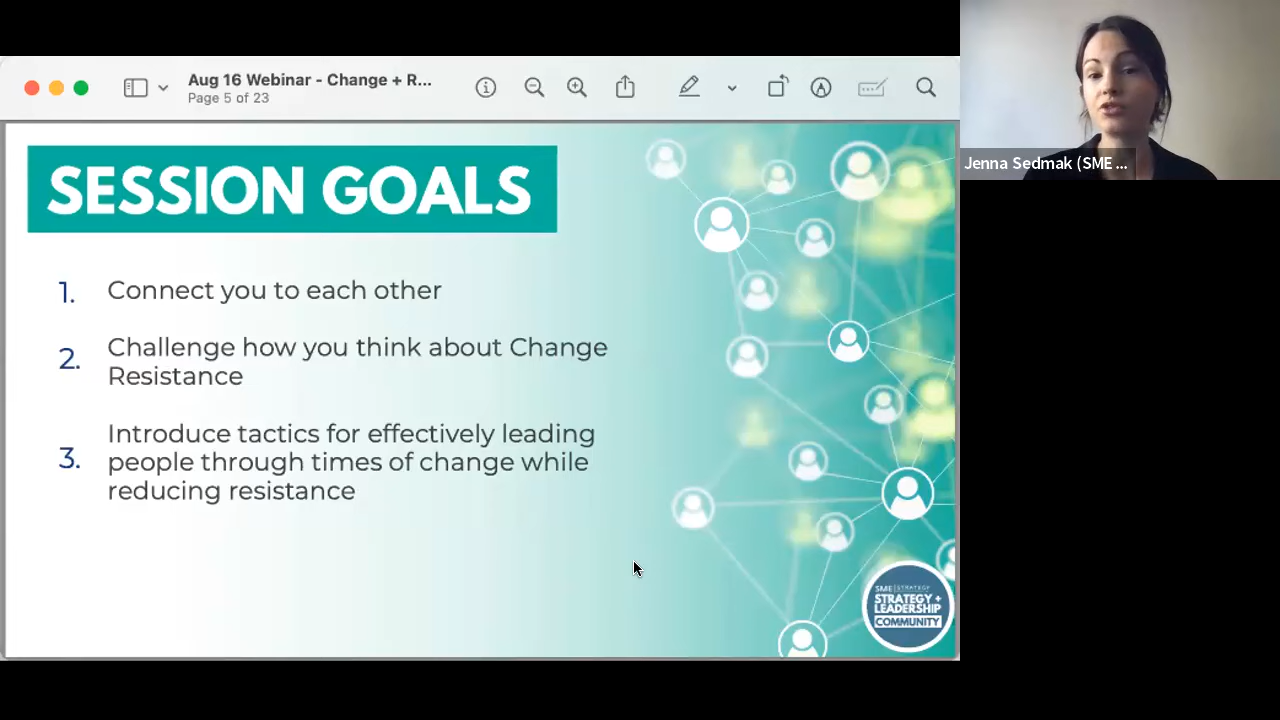 Aug 16 Webinar - Change + R...
Page 5 of 23
Jenna Sedmak (SME ...
SESSION GOALS
1. Connect you to each other
2. Challenge how you think about Change
Resistance
3. Introduce tactics for effectively leading
people through times of change while
reducing resistance
SME | STRATEGY
STRATEGY +
LEADERSHIP
COMMUNITY